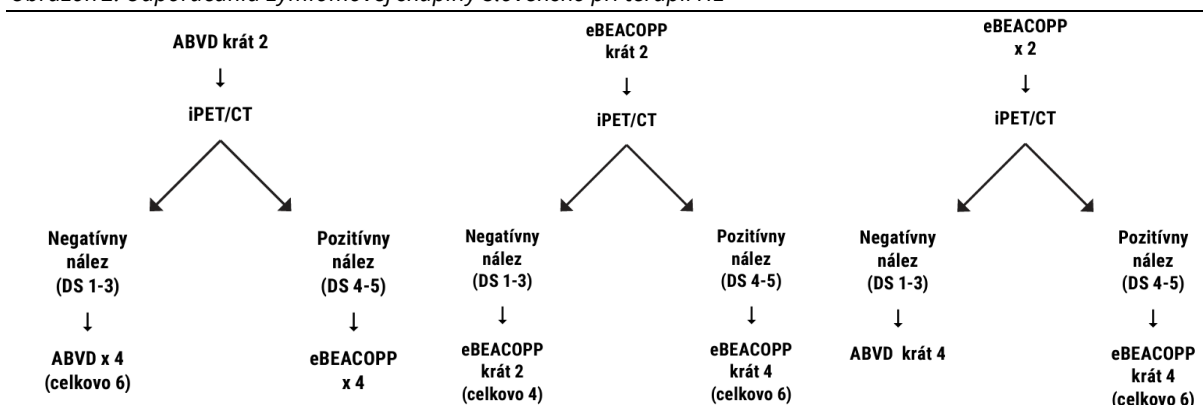 Obrázok 2: Odporúčania Lymfómovej skupiny Slovenska pri terapii HL
ABVD krát 2
↓
iPET/CT
Negatívny
nález
(DS 1-3)
↓
ABVD x 4
(celkovo 6)
Pozitívny
nález
(DS 4-5)
↓
eBEACOPP
x 4
eBEACOPP
krát 2
↓
iPET/CT
Negatívny
nález
(DS 1-3)
↓
eBEACOPP
krát 2
(celkovo 4)
Pozitívny
nález
(DS 4-5)
↓
eBEACOPP
krát 4
(celkovo 6)
eBEACOPP
x 2
↓
iPET/CT
Negatívny
nález
(DS 1-3)
↓
ABVD krát 4
Pozitívny
nález
(DS 4-5)
↓
eBEACOPP
krát 4
(celkovo 6)